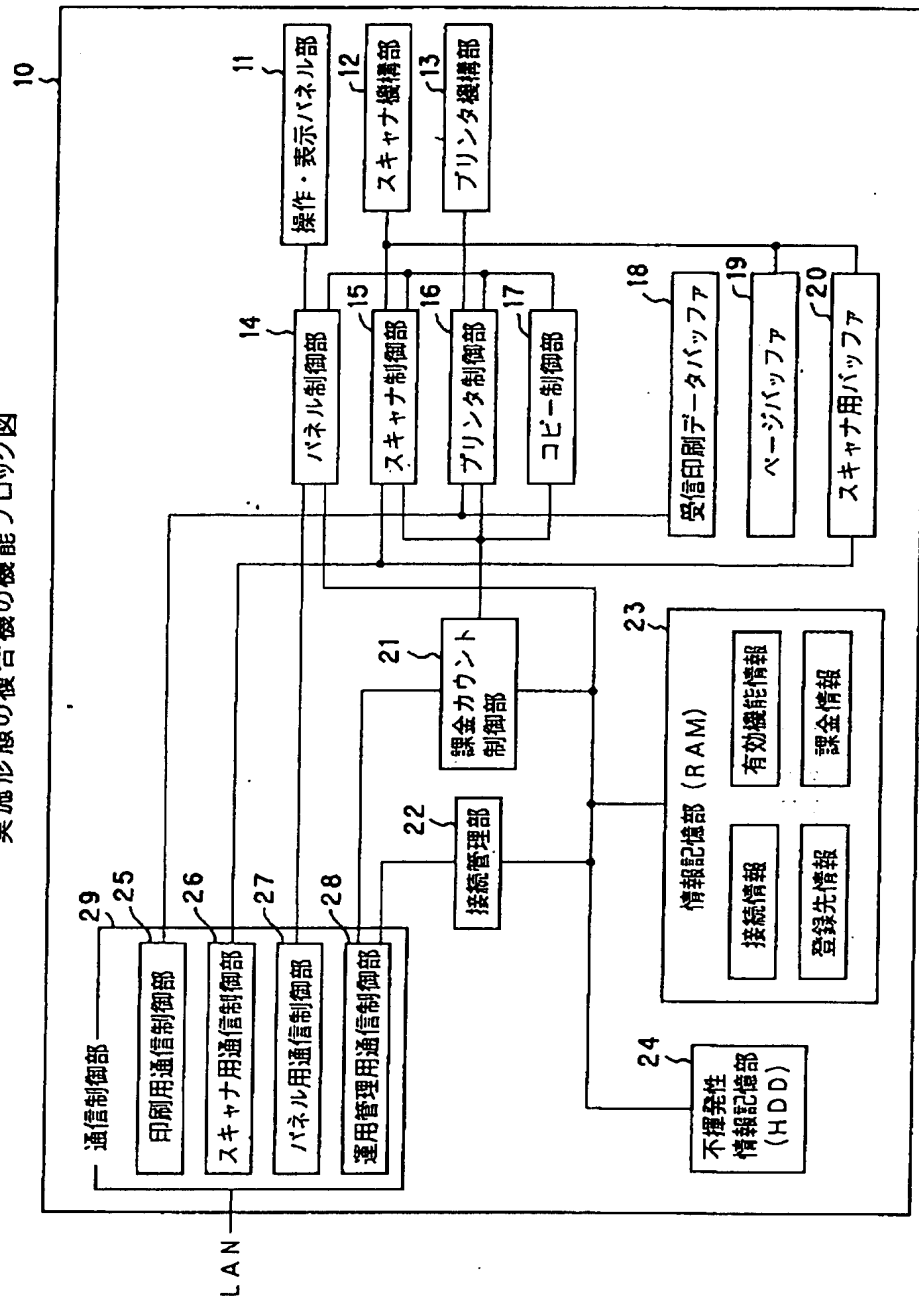 実施形態の複合機の機能ブロック図
10
LAN
29
通信制御部
25
印刷用通信制御部
26
スキャナ用通信制御部
27
パネル用通信制御部
28
運用管理用通信制御部
22
接続管理部
21
課金カウント
制御部
14
パネル制御部
15
スキャナ制御部
16
プリンタ制御部
17
コピー制御部
11
操作・表示パネル部
12
スキャナ機構部
13
プリンタ機構部
18
受信印刷データバッファ
19
ページバッファ
20
スキャナ用バッファ
23
情報記憶部(RAM)
接続情報
有効機能情報
登録先情報
課金情報
24
不揮発性
情報記憶部
(HDD)